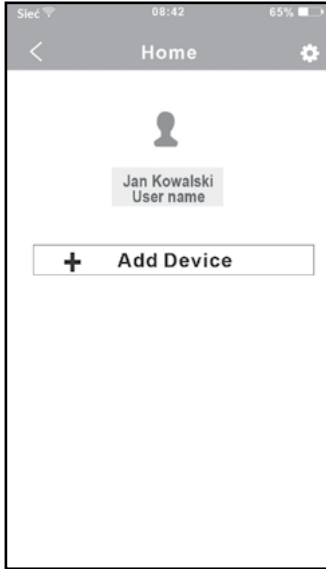 Sieć 08:42 65%
Home
Jan Kowalski
User name
+ Add Device